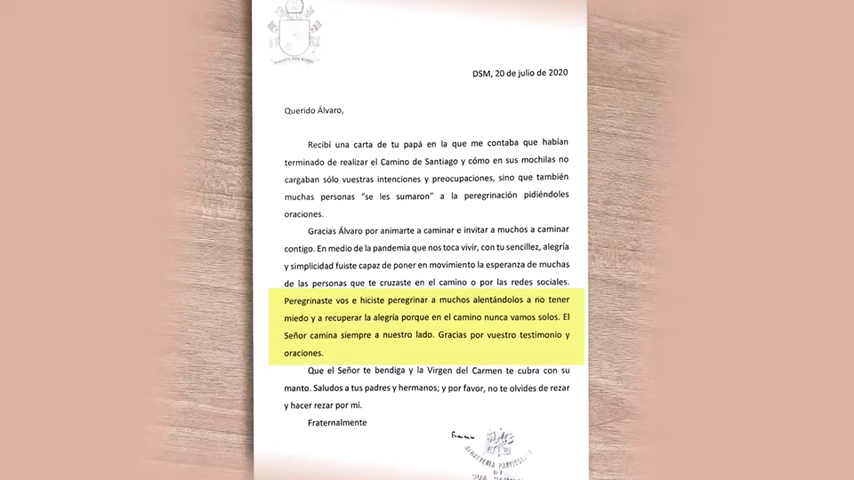 DSM, 20 de julio de 2020
Querido Álvaro,
Recibí una carta de tu papá en la que me contaba que habían
terminado de realizar el Camino de Santiago y cómo en sus mochilas no
cargaban sólo vuestras intenciones y preocupaciones, sino que también
muchas personas “se les sumaron” a la peregrinación pidiéndoles
oraciones.
Gracias Álvaro por animarte a caminar e invitar a muchos a caminar
contigo. En medio de la pandemia que nos toca vivir, con tu sencillez, alegría
y simplicidad fuiste capaz de poner en movimiento la esperanza de muchas
de las personas que te cruzaste en el camino o por las redes sociales.
Peregrinaste vos e hiciste peregrinar a muchos alentándolos a no tener
miedo y a recuperar la alegría porque en el camino nunca vamos solos. El
Señor camina siempre a nuestro lado. Gracias por vuestro testimonio y
oraciones.
Que el Señor te bendiga y la Virgen del Carmen te cubra con su
manto. Saludos a tus padres y hermanos; y por favor, no te olvides de rezar
y hacer rezar por mí.
Fraternalmente